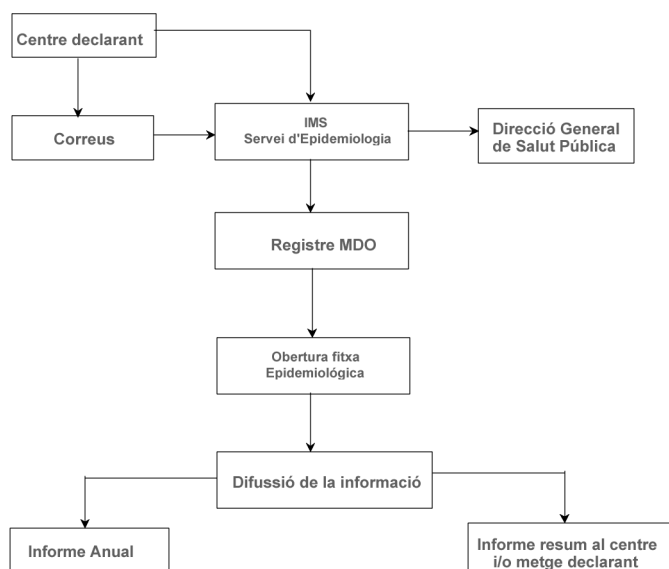 Centre declarant
Correus
IMS
Servei d'Epidemiologia
Direcció General
de Salut Pública
Registre MDO
Obertura fitxa
Epidemiológica
Difussió de la informació
Informe Anual
Informe resum al centre
i/o metge declarant